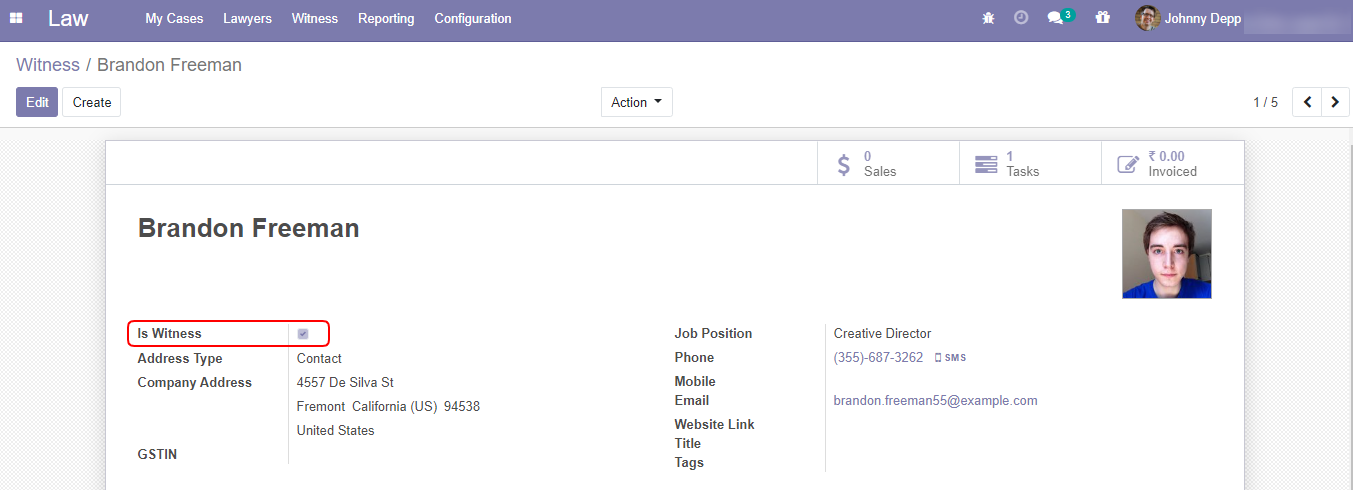 Law My Cases Lawyers Witness Reporting Configuration 3 Johnny Depp
Witness / Brandon Freeman
Edit Create Action 1 / 5
0
Sales
1
Tasks
₹ 0.00
Invoiced
Brandon Freeman
Is Witness
Address Type Contact
Company Address 4557 De Silva St
Fremont California (US) 94538
United States
GSTIN
Job Position Creative Director
Phone (355)-687-3262 SMS
Mobile
Email brandon.freeman55@example.com
Website Link
Title
Tags